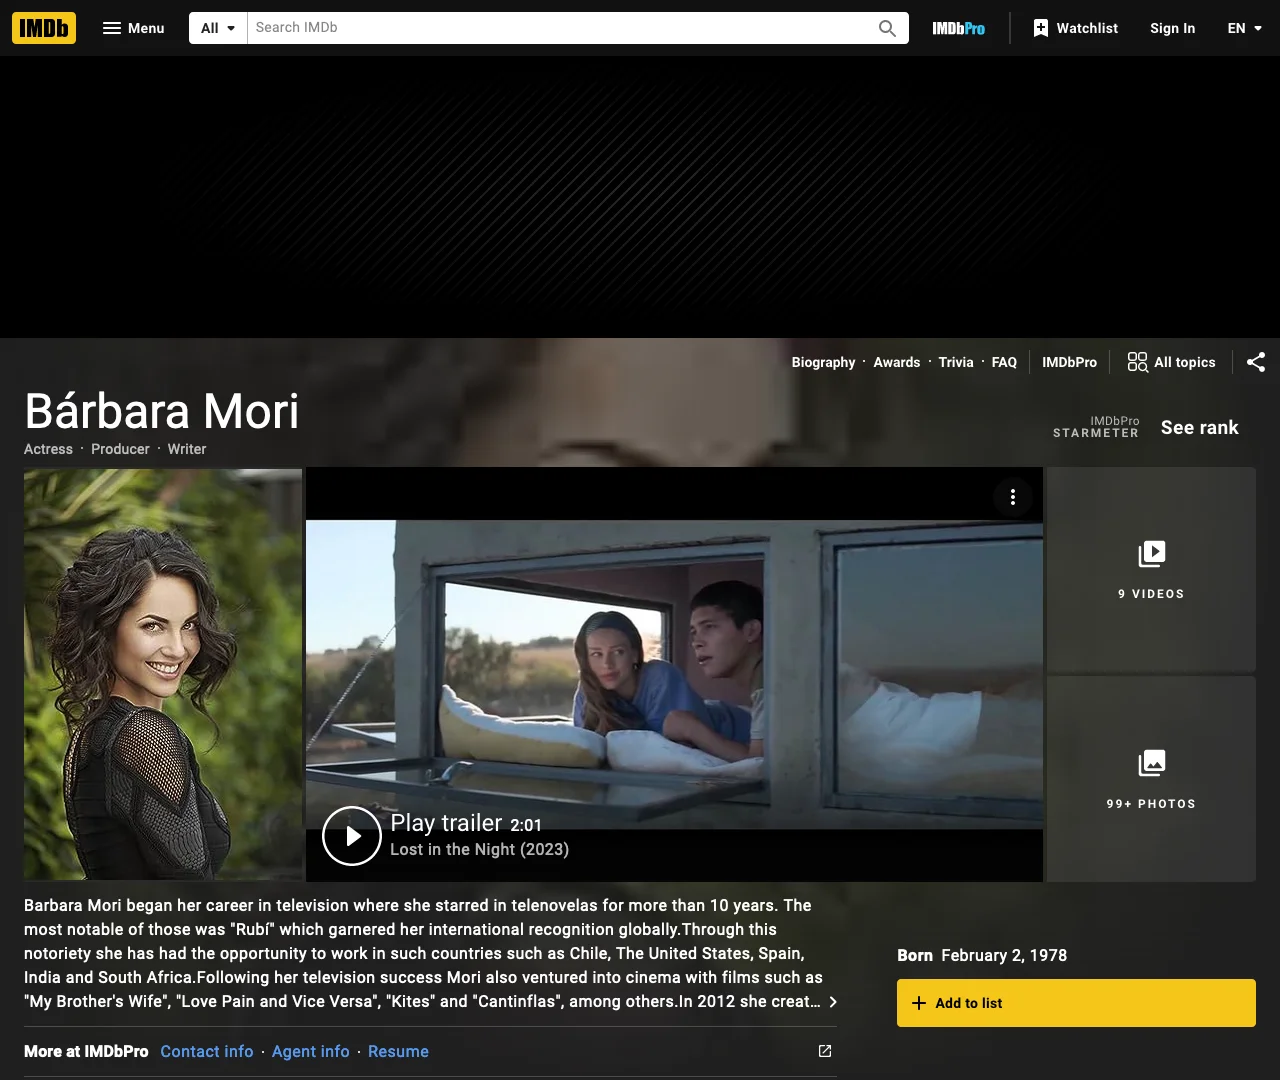 IMDb Menu All Search IMDb IMDbPro Watchlist Sign In EN
Biography · Awards · Trivia · FAQ IMDbPro All topics
Bárbara Mori
Actress · Producer · Writer
IMDbPro
STARMETER
See rank
9 VIDEOS
99+ PHOTOS
Play trailer 2:01
Lost in the Night (2023)
Barbara Mori began her career in television where she starred in telenovelas for more than 10 years. The
most notable of those was "Rubí" which garnered her international recognition globally.Through this
notoriety she has had the opportunity to work in such countries such as Chile, The United States, Spain,
India and South Africa.Following her television success Mori also ventured into cinema with films such as
"My Brother's Wife", "Love Pain and Vice Versa", "Kites" and "Cantinflas", among others.In 2012 she creat...
Born February 2, 1978
Add to list
More at IMDbPro Contact info · Agent info · Resume